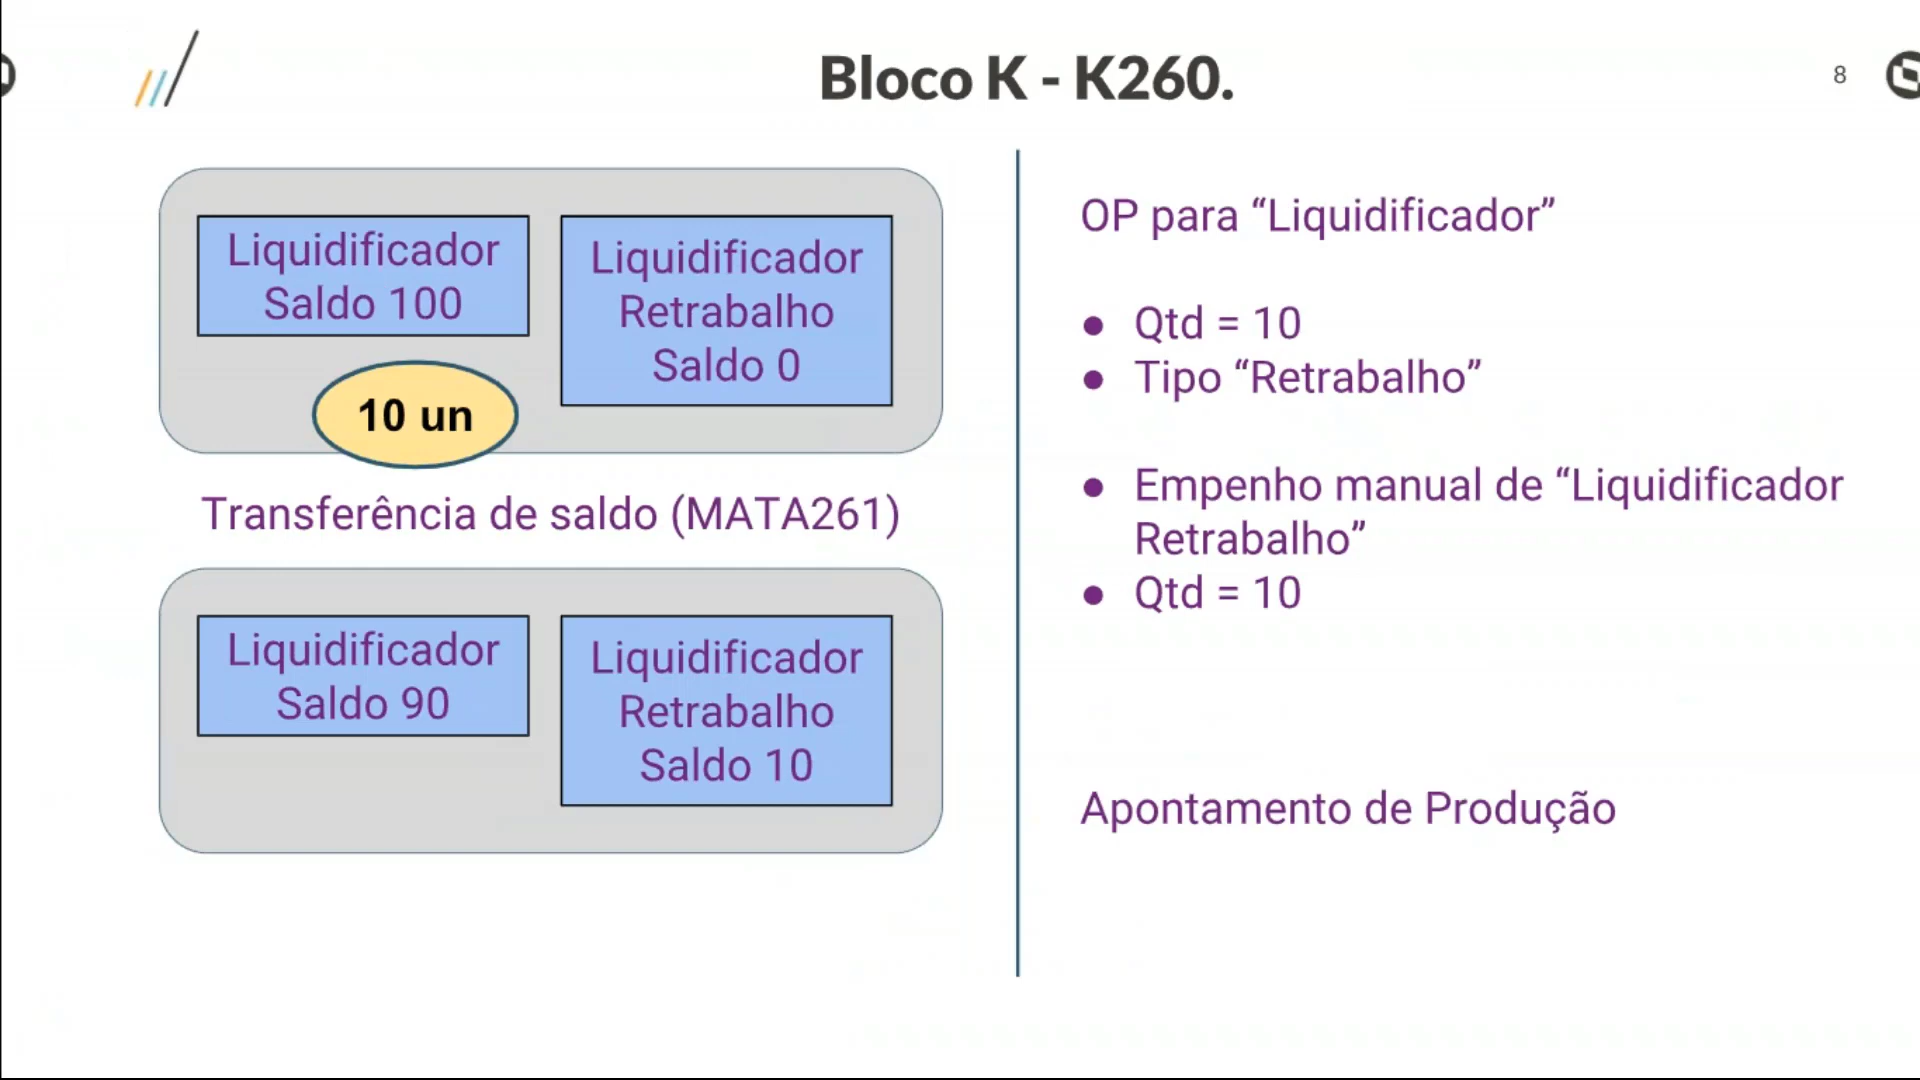 Bloco K - K260.
8
Liquidificador
Saldo 100
Liquidificador
Retrabalho
Saldo 0
10 un
Transferência de saldo (MATA261)
Liquidificador
Saldo 90
Liquidificador
Retrabalho
Saldo 10
OP para “Liquidificador”
● Qtd = 10
● Tipo “Retrabalho”
● Empenho manual de “Liquidificador
Retrabalho”
● Qtd = 10
Apontamento de Produção